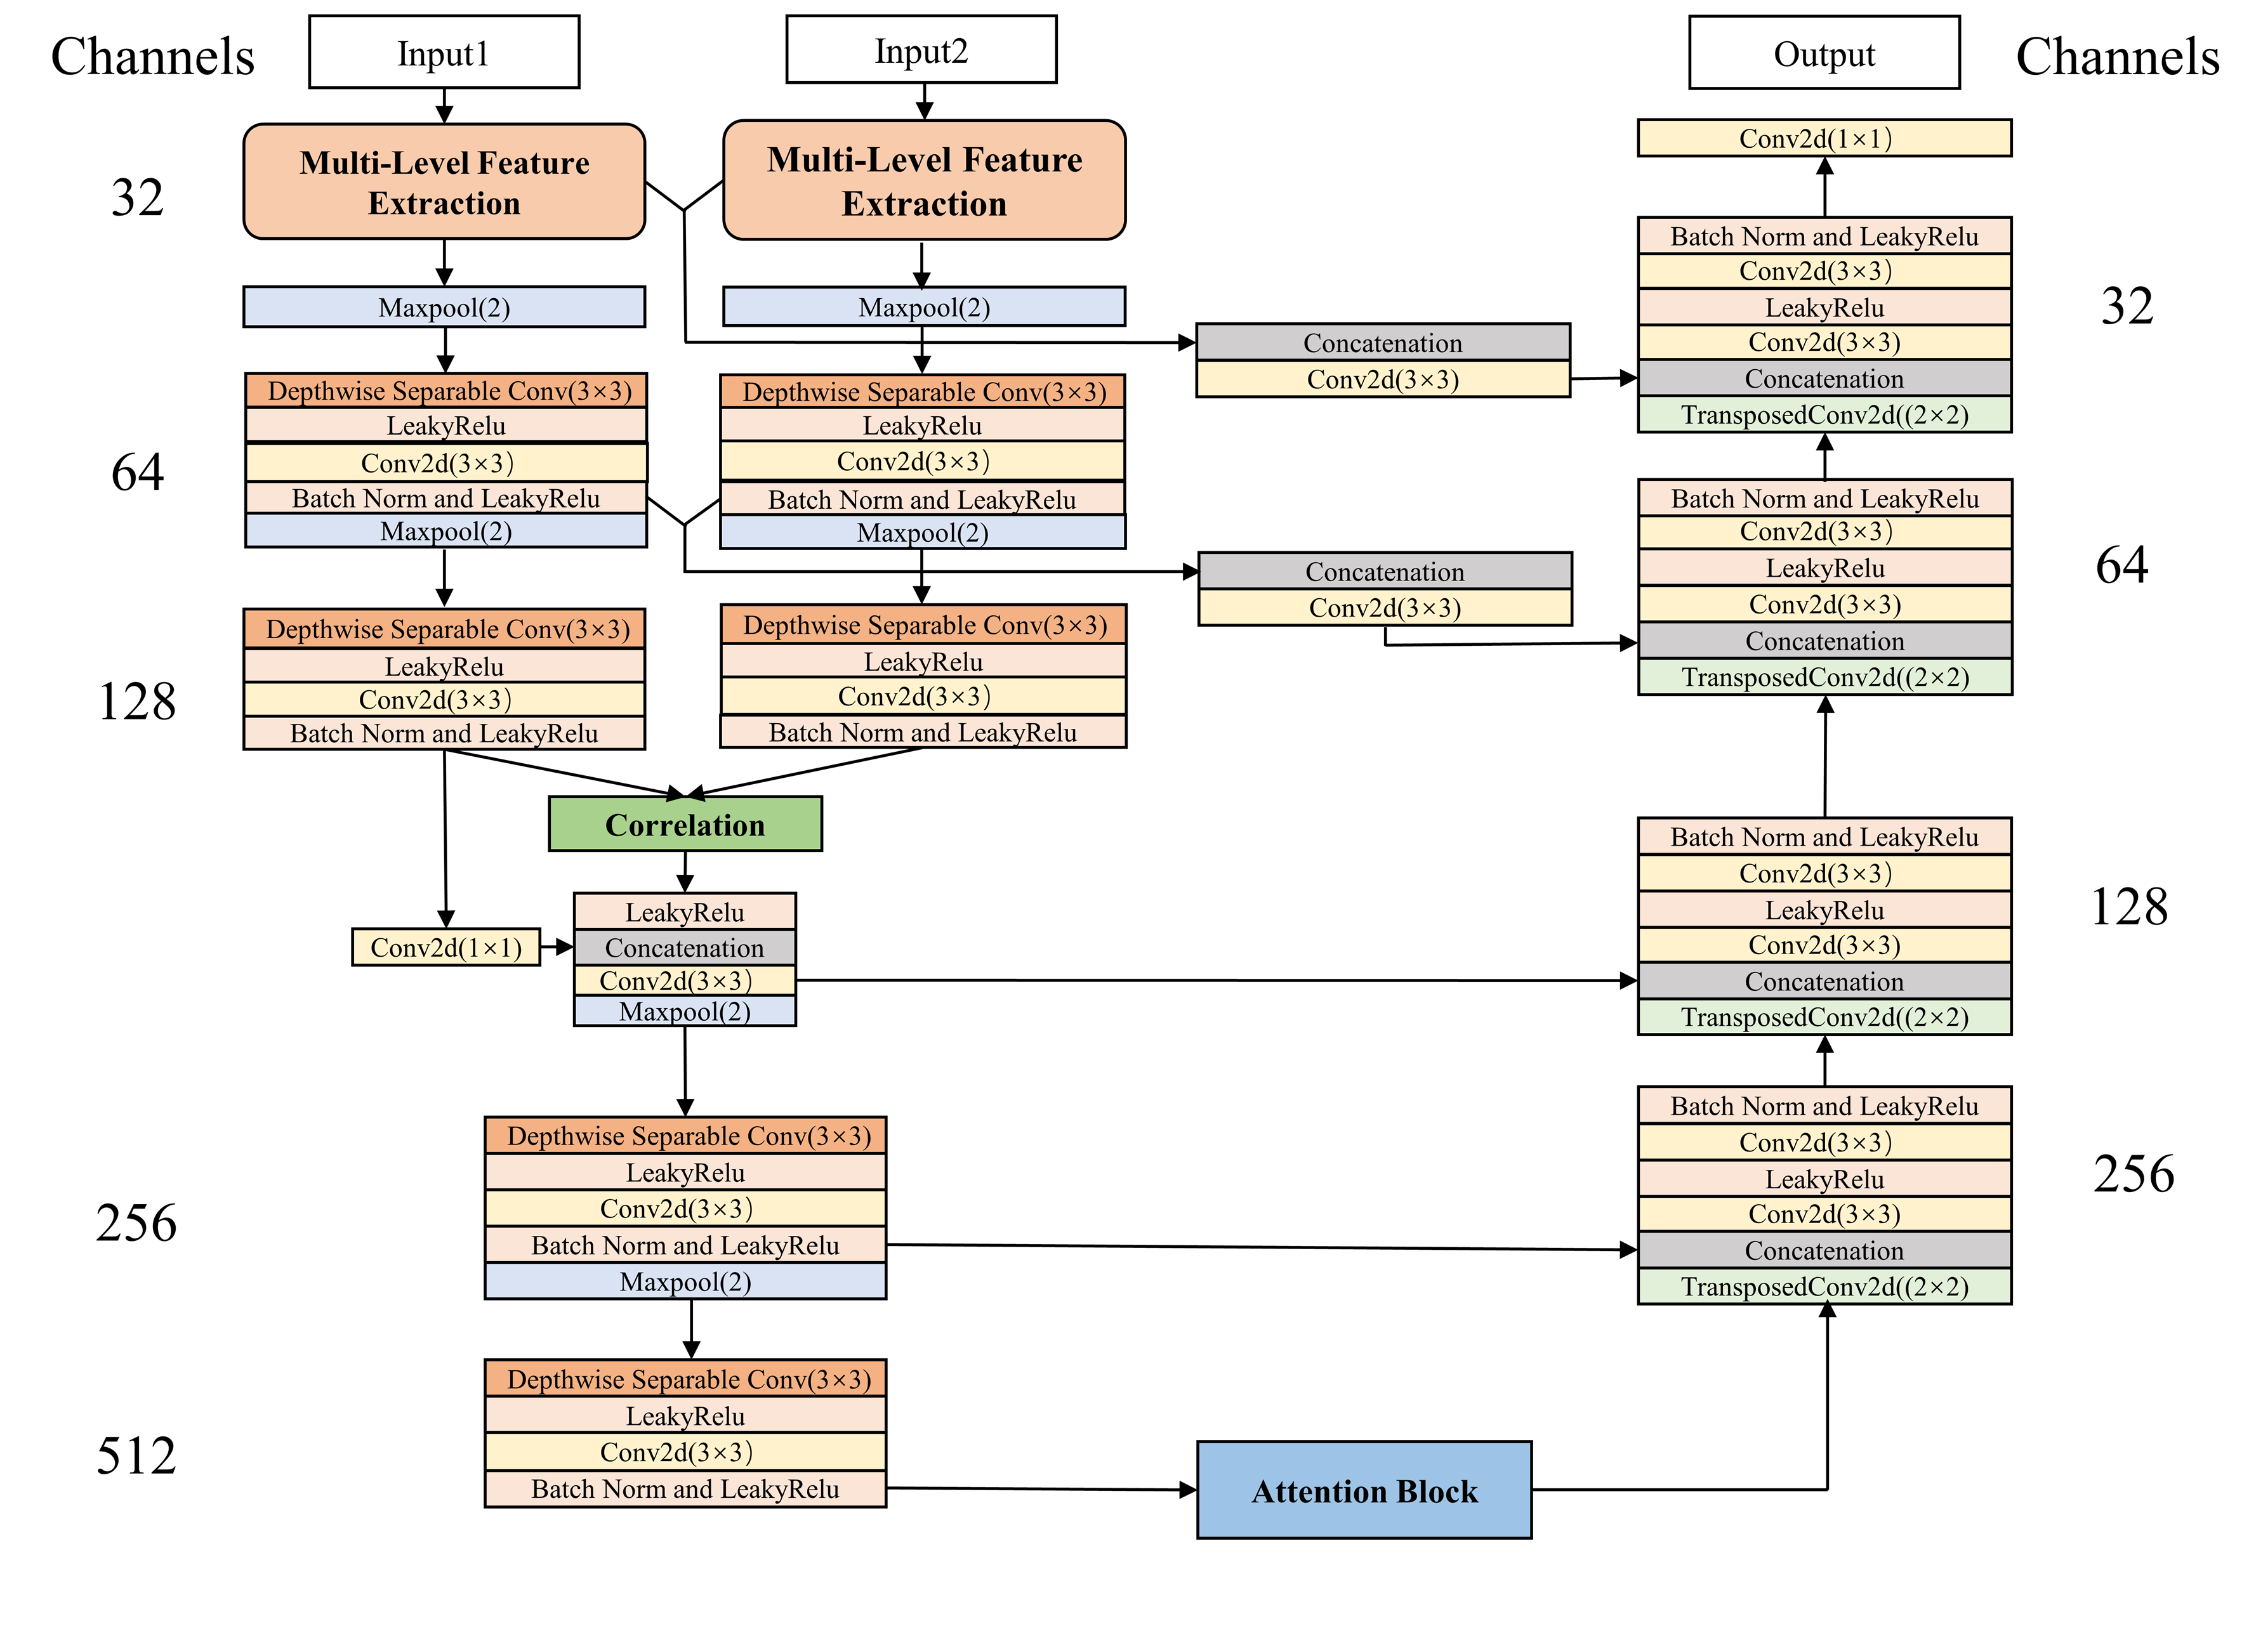 Channels
Input1
Input2
Output
Channels
32
Multi-Level Feature
Extraction
Multi-Level Feature
Extraction
Maxpool(2)
Maxpool(2)
64
Depthwise Separable Conv(3×3)
LeakyRelu
Conv2d(3×3)
Batch Norm and LeakyRelu
Maxpool(2)
Depthwise Separable Conv(3×3)
LeakyRelu
Conv2d(3×3)
Batch Norm and LeakyRelu
Maxpool(2)
128
Depthwise Separable Conv(3×3)
LeakyRelu
Conv2d(3×3)
Batch Norm and LeakyRelu
Depthwise Separable Conv(3×3)
LeakyRelu
Conv2d(3×3)
Batch Norm and LeakyRelu
Correlation
Conv2d(1×1)
LeakyRelu
Concatenation
Conv2d(3×3)
Maxpool(2)
256
Depthwise Separable Conv(3×3)
LeakyRelu
Conv2d(3×3)
Batch Norm and LeakyRelu
Maxpool(2)
512
Depthwise Separable Conv(3×3)
LeakyRelu
Conv2d(3×3)
Batch Norm and LeakyRelu
Attention Block
Concatenation
Conv2d(3×3)
Concatenation
Conv2d(3×3)
Conv2d(1×1)
Batch Norm and LeakyRelu
Conv2d(3×3)
LeakyRelu
Conv2d(3×3)
Concatenation
TransposedConv2d((2×2)
32
Batch Norm and LeakyRelu
Conv2d(3×3)
LeakyRelu
Conv2d(3×3)
Concatenation
TransposedConv2d((2×2)
64
Batch Norm and LeakyRelu
Conv2d(3×3)
LeakyRelu
Conv2d(3×3)
Concatenation
TransposedConv2d((2×2)
128
Batch Norm and LeakyRelu
Conv2d(3×3)
LeakyRelu
Conv2d(3×3)
Concatenation
TransposedConv2d((2×2)
256